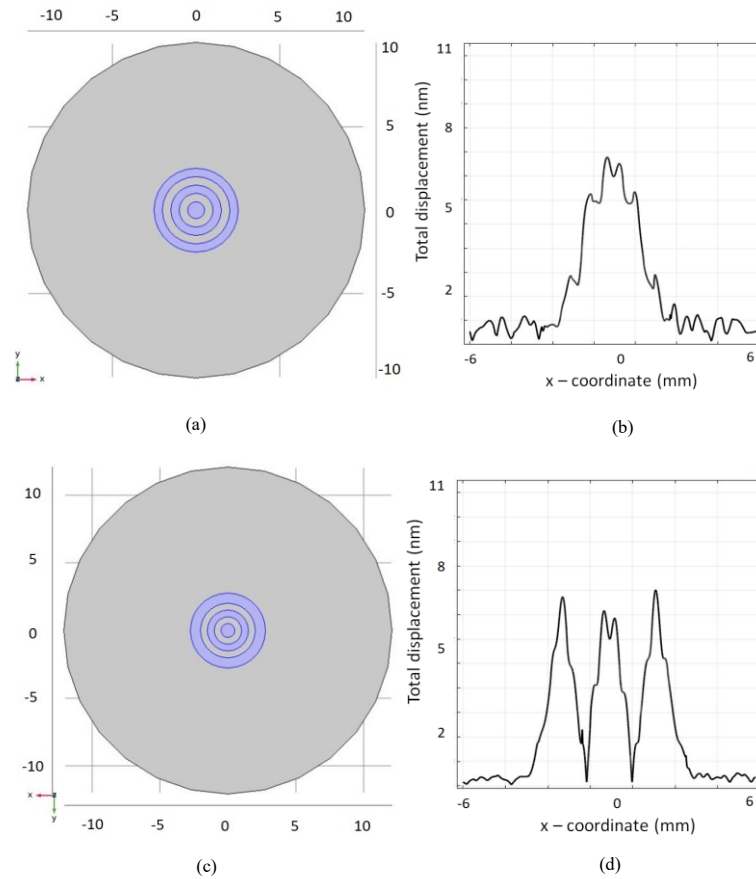 -10 -5 0 5 10
10
5
0
-5
-10
y
x
(a)
Total displacement (nm)
11
8
5
2
-6 0 6
x – coordinate (mm)
(b)
10
5
0
-5
-10
x
y
-10 -5 0 5 10
(c)
Total displacement (nm)
11
8
5
2
-6 0 6
x – coordinate (mm)
(d)